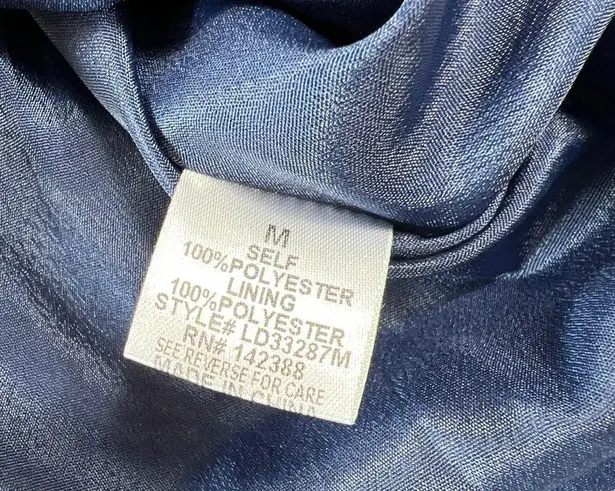 M
SELF
100%POLYESTER
LINING
100%POLYESTER
STYLE# LD33287M
RN# 142388
SEE REVERSE FOR CARE
MADE IN CHINA